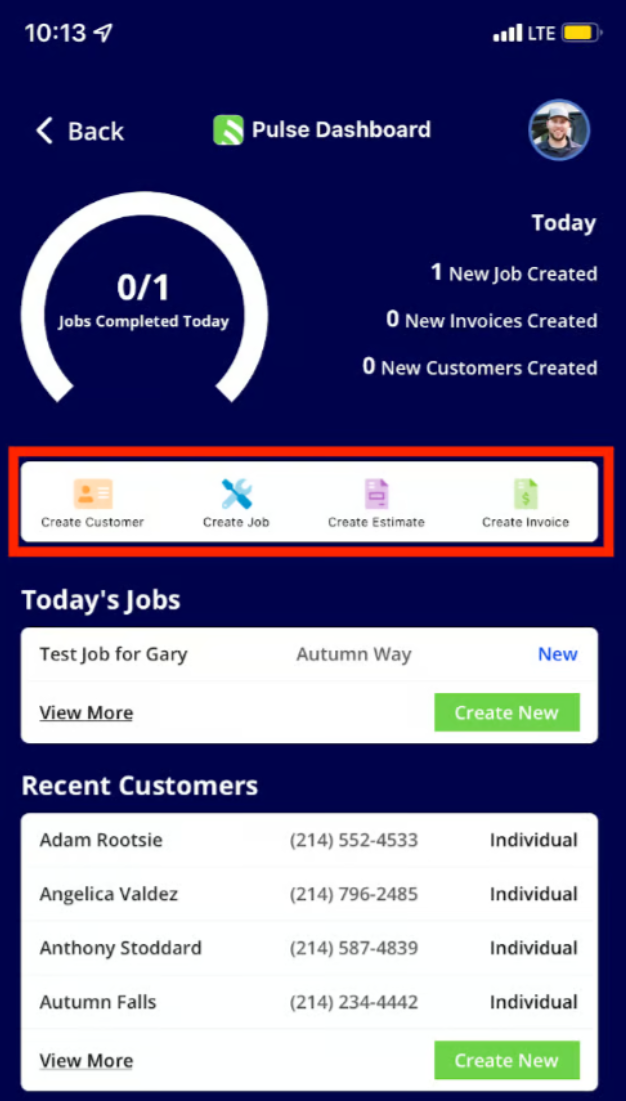 10:13 LTE
Back Pulse Dashboard
Today
0/1
Jobs Completed Today
1 New Job Created
0 New Invoices Created
0 New Customers Created
Create Customer Create Job Create Estimate Create Invoice
Today's Jobs
Test Job for Gary Autumn Way New
View More Create New
Recent Customers
Adam Rootsie (214) 552-4533 Individual
Angelica Valdez (214) 796-2485 Individual
Anthony Stoddard (214) 587-4839 Individual
Autumn Falls (214) 234-4442 Individual
View More Create New